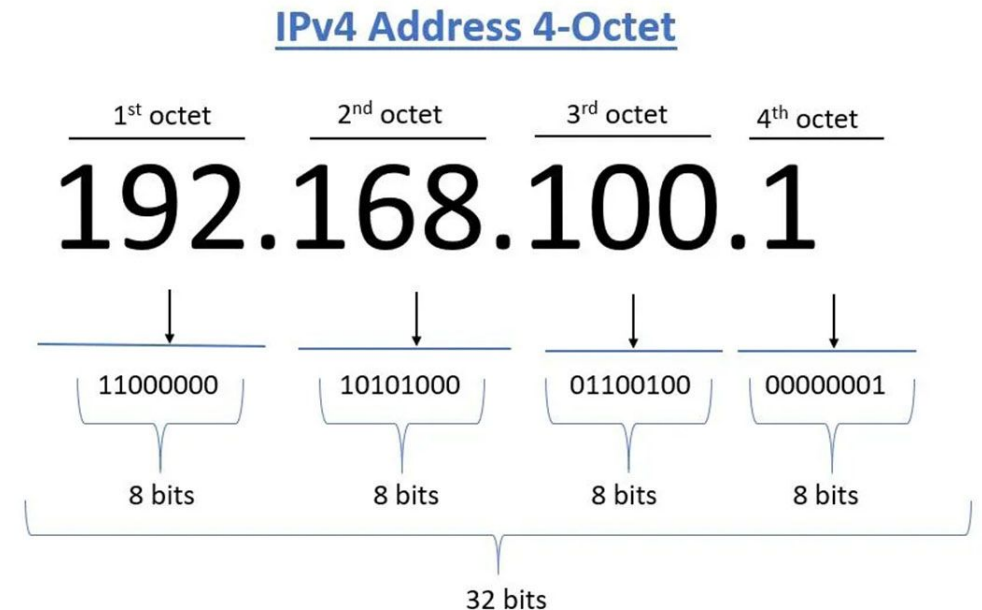 IPv4 Address 4-Octet
1st octet 2nd octet 3rd octet 4th octet
192.168.100.1
11000000 10101000 01100100 00000001
8 bits 8 bits 8 bits 8 bits
32 bits